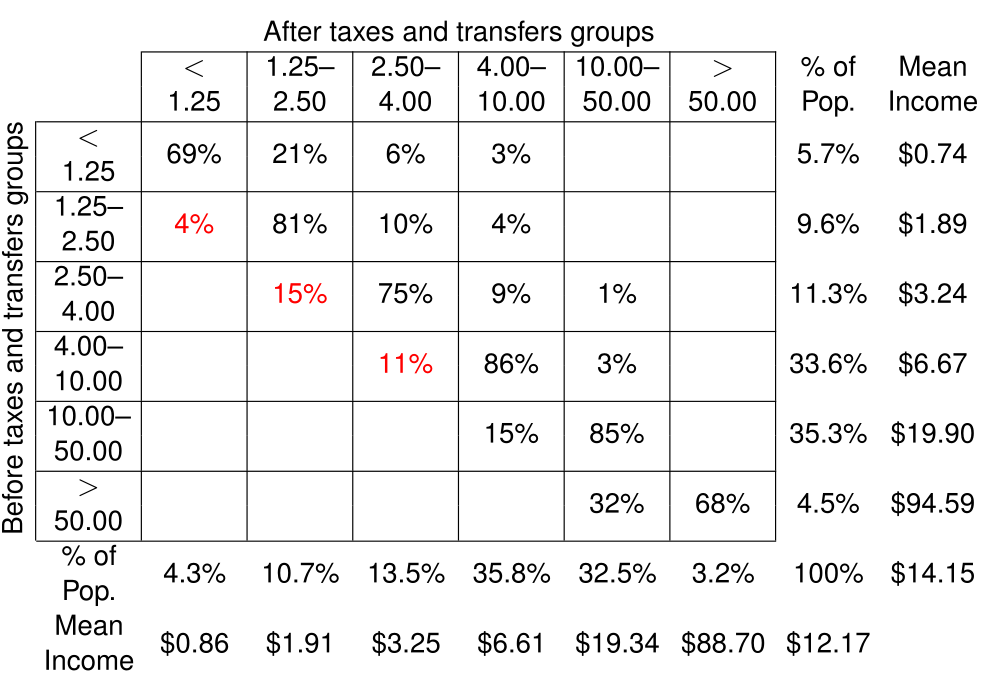 After taxes and transfers groups
< 1.25– 2.50– 4.00– 10.00– > % of Mean
1.25 2.50 4.00 10.00 50.00 50.00 Pop. Income
Before taxes and transfers groups
<
1.25
69% 21% 6% 3% 5.7% $0.74
1.25–
2.50
4% 81% 10% 4% 9.6% $1.89
2.50–
4.00
15% 75% 9% 1% 11.3% $3.24
4.00–
10.00
11% 86% 3% 33.6% $6.67
10.00–
50.00
15% 85% 35.3% $19.90
>
50.00
32% 68% 4.5% $94.59
% of
Pop.
4.3% 10.7% 13.5% 35.8% 32.5% 3.2% 100% $14.15
Mean
Income
$0.86 $1.91 $3.25 $6.61 $19.34 $88.70 $12.17